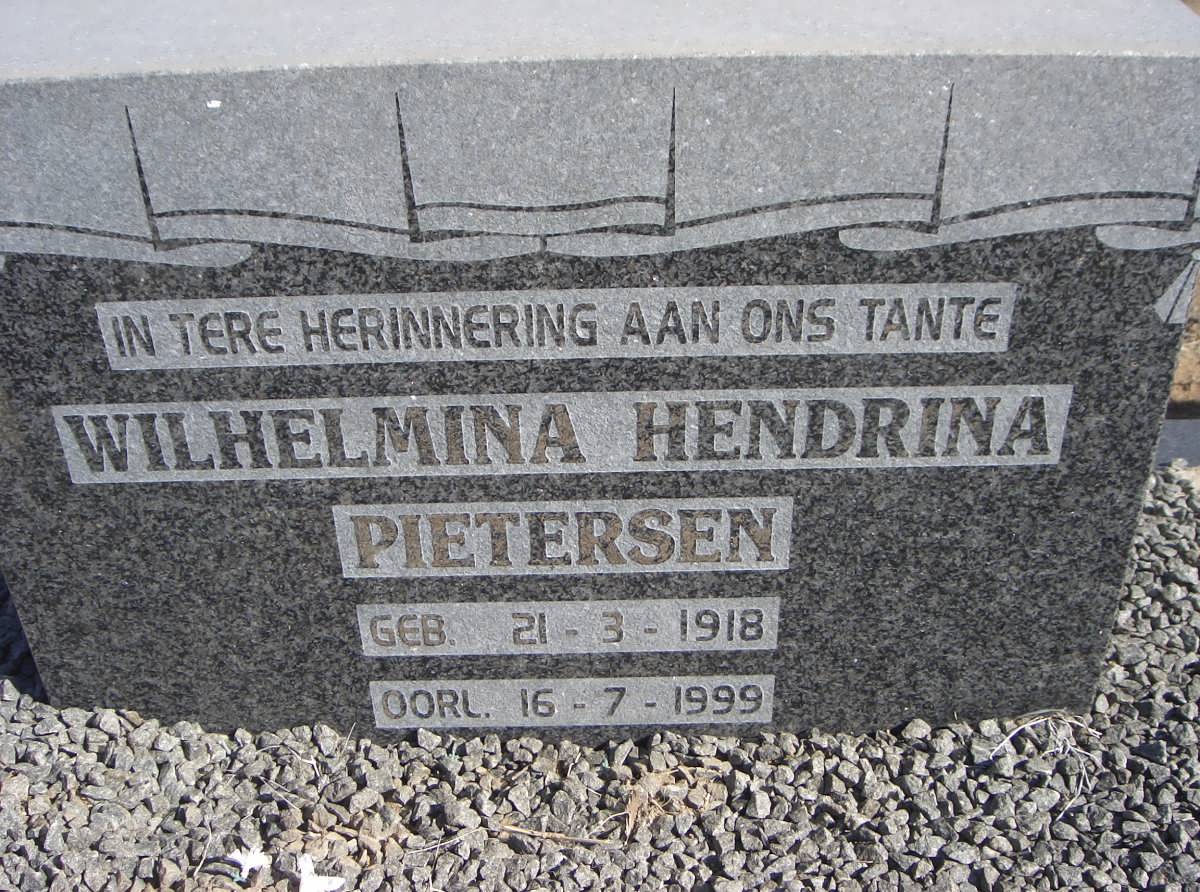 IN TERE HERINNERING AAN ONS TANTE
WILHELMINA HENDRINA
PIETERSEN
GEB. 21 - 3 - 1918
OORL. 16 - 7 - 1999